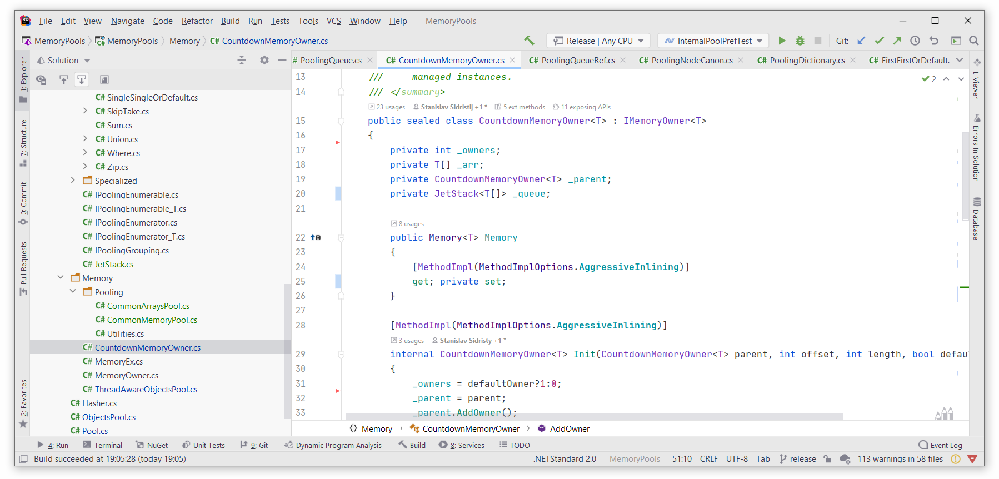 RD File Edit View Navigate Code Refactor Build Run Tests Tools VCS Window Help MemoryPools
MemoryPools MemoryPools Memory C# CountdownMemoryOwner.cs Release | Any CPU InternalPoolPrefTest Git:
1: Explorer
7: Structure
0: Commit
Pull Requests
2: Favorites
Solution
C# SingleSingleOrDefault.cs
C# SkipTake.cs
C# Sum.cs
C# Union.cs
C# Where.cs
C# Zip.cs
Specialized
C# IPoolingEnumerable.cs
C# IPoolingEnumerable_T.cs
C# IPoolingEnumerator.cs
C# IPoolingEnumerator_T.cs
C# IPoolingGrouping.cs
C# JetStack.cs
Memory
Pooling
C# CommonArraysPool.cs
C# CommonMemoryPool.cs
C# Utilities.cs
C# CountdownMemoryOwner.cs
C# MemoryEx.cs
C# MemoryOwner.cs
C# ThreadAwareObjectsPool.cs
C# Hasher.cs
C# ObjectsPool.cs
C# Pool.cs
PoolingQueue.cs C# CountdownMemoryOwner.cs C# PoolingQueueRef.cs C# PoolingNodeCanon.cs C# PoolingDictionary.cs C# FirstFirstOrDefault.
13 /// managed instances.
2
14 /// </summary>
23 usages Stanislav Sidristij +1 * 5 ext methods 11 exposing APIs
15 public sealed class CountdownMemoryOwner<T> : IMemoryOwner<T>
16 {
17 private int _owners;
18 private T[] _arr;
19 private CountdownMemoryOwner<T> _parent;
20 private JetStack<T[]> _queue;
21
8 usages
22 public Memory<T> Memory
23 {
24 [MethodImpl(MethodImplOptions.AggressiveInlining)]
25 get; private set;
26 }
27
28 [MethodImpl(MethodImplOptions.AggressiveInlining)]
3 usages Stanislav Sidristy +1 *
29 internal CountdownMemoryOwner<T> Init(CountdownMemoryOwner<T> parent, int offset, int length, bool defau
30 {
31 _owners = defaultOwner?1:0;
32 _parent = parent;
33 _parent.AddOwner();
IL Viewer
Errors In Solution
Database
Memory CountdownMemoryOwner AddOwner
4: Run Terminal NuGet Unit Tests 9: Git Dynamic Program Analysis Build 8: Services TODO Event Log
Build succeeded at 19:05:28 (today 19:05) .NETStandard 2.0 MemoryPools 51:10 CRLF UTF-8 Tab release 113 warnings in 58 files